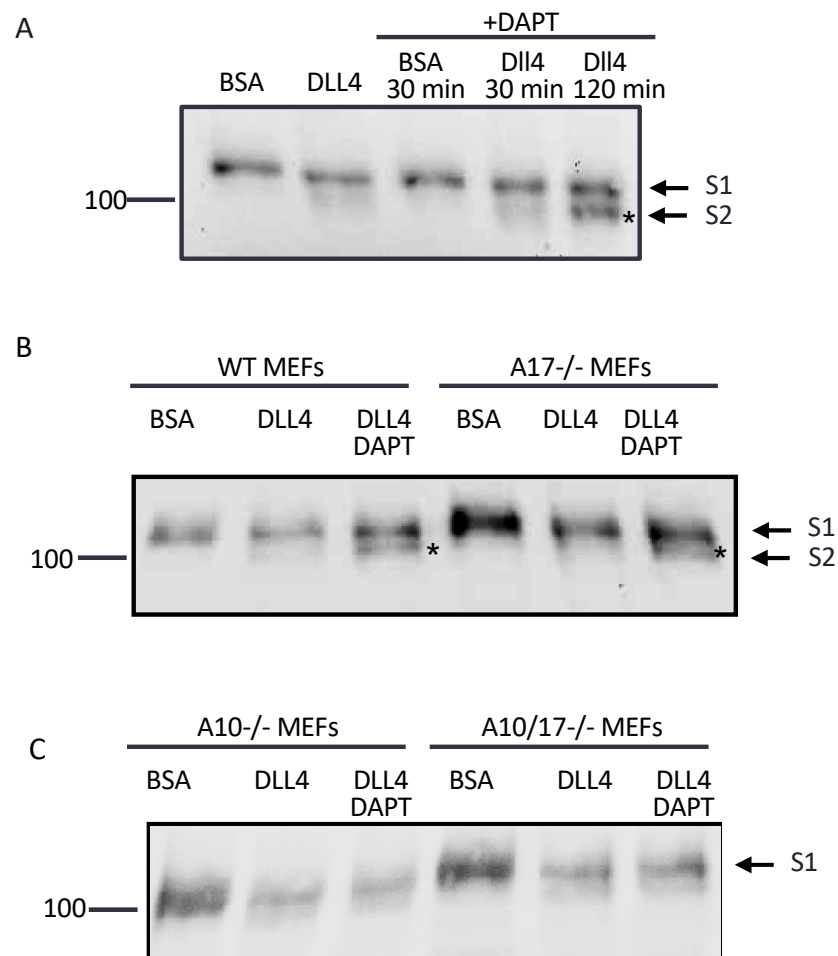 A
+DAPT
BSA DLL4 BSA Dll4 Dll4
30 min 30 min 120 min
100
S1
* S2
B
WT MEFs A17-/- MEFs
BSA DLL4 DLL4 BSA DLL4 DLL4
DAPT DAPT
S1
* *
100 S2
A10-/- MEFs A10/17-/- MEFs
C
BSA DLL4 DLL4 BSA DLL4 DLL4
DAPT DAPT
S1
100